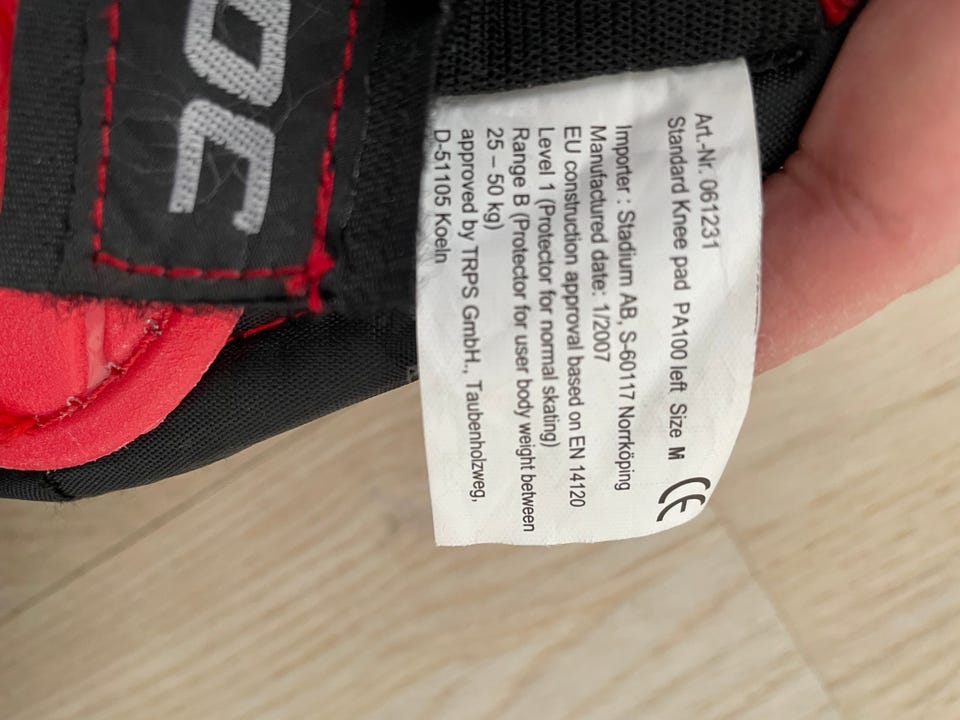 Art.-Nr. 061231
Standard Knee pad PA100 left Size M
CE
Importer : Stadium AB, S-60117 Norrköping
Manufactured date: 1/2007
EU construction approval based on EN 14120
Level 1 (Protector for normal skating)
Range B (Protector for user body weight between
25 – 50 kg)
approved by TRPS GmbH., Taubenholzweg,
D-51105 Koeln